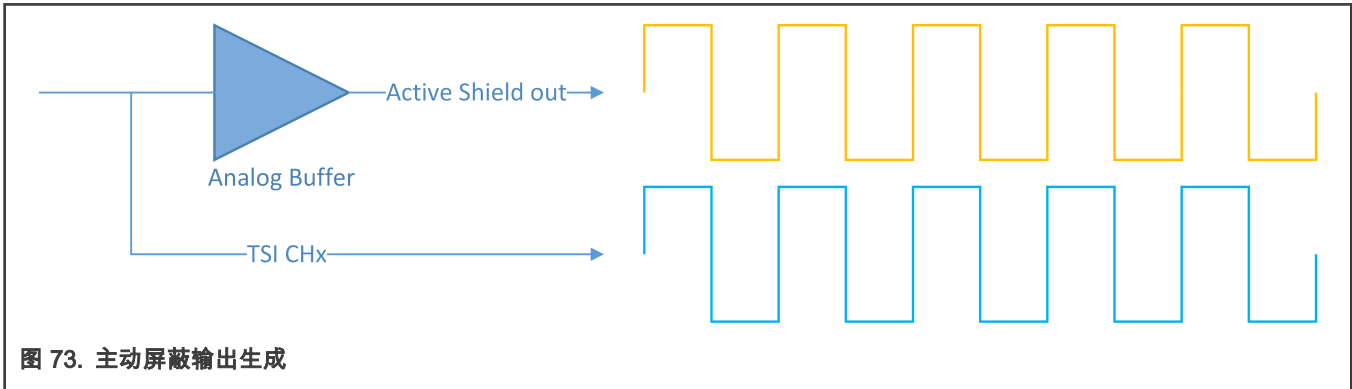 Active Shield out
Analog Buffer
TSI CHx
图 73. 主动屏蔽输出生成